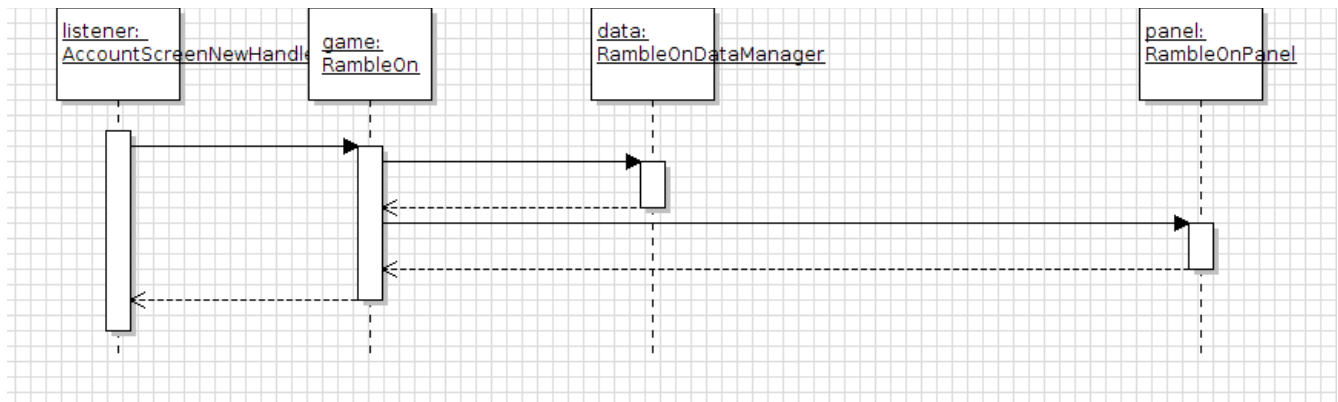 listener:
AccountScreenNewHandle
game:
RambleOn
data:
RambleOnDataManager
panel:
RambleOnPanel